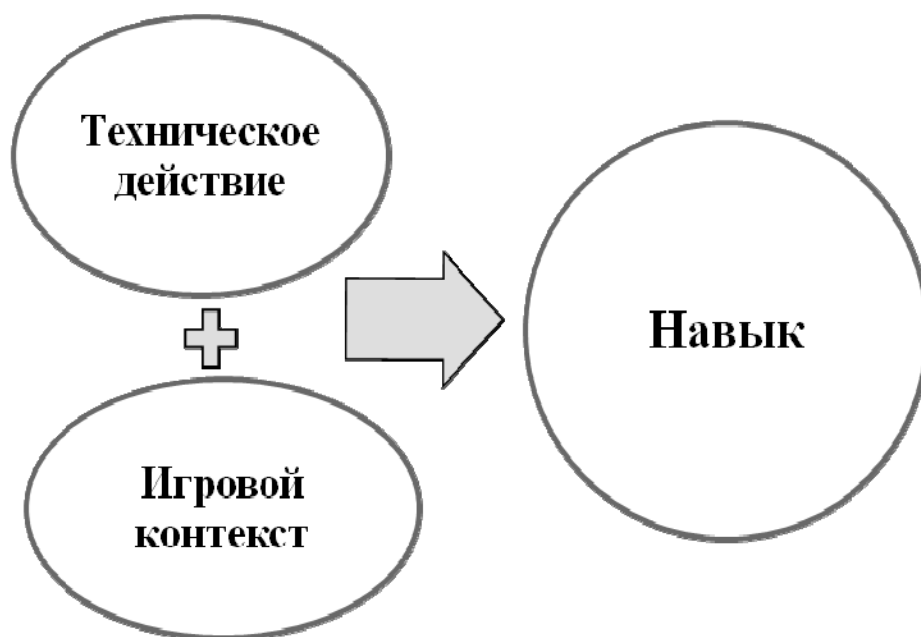 Техническое
действие
Игровой
контекст
Навык